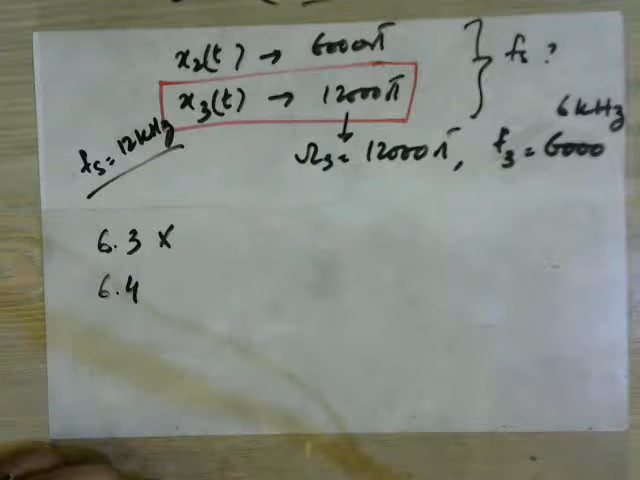 x₂(t) → 6000π
x₃(t) → 12000π
} fs ?
fs = 12kHz
Ω₃ = 12000π, f₃ = 6000
6kHz
6.3 ×
6.4